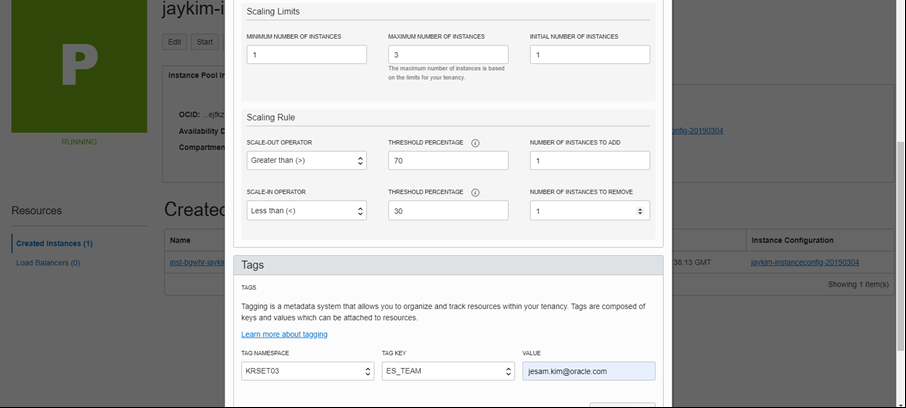 jaykim-i
Edit
Start
P
RUNNING
Instance Pool In
OCID: ...ejfkz
Availability D
Compartmen
onfig-20190304
Resources
Created Instances (1)
Load Balancers (0)
Created
Name
Instance Configuration
inst-bgwhr-jayki
38:13 GMT
jaykim-instanceconfig-20190304
Showing 1 Item(s)
Scaling Limits
MINIMUM NUMBER OF INSTANCES
MAXIMUM NUMBER OF INSTANCES
INITIAL NUMBER OF INSTANCES
1
3
1
The maximum number of instances is based
on the limits for your tenancy.
Scaling Rule
SCALE-OUT OPERATOR
THRESHOLD PERCENTAGE
NUMBER OF INSTANCES TO ADD
Greater than (>)
70
1
SCALE-IN OPERATOR
THRESHOLD PERCENTAGE
NUMBER OF INSTANCES TO REMOVE
Less than (<)
30
1
Tags
TAGS
Tagging is a metadata system that allows you to organize and track resources within your tenancy. Tags are composed of
keys and values which can be attached to resources.
Learn more about tagging
TAG NAMESPACE
TAG KEY
VALUE
KRSET03
ES_TEAM
jesam.kim@oracle.com